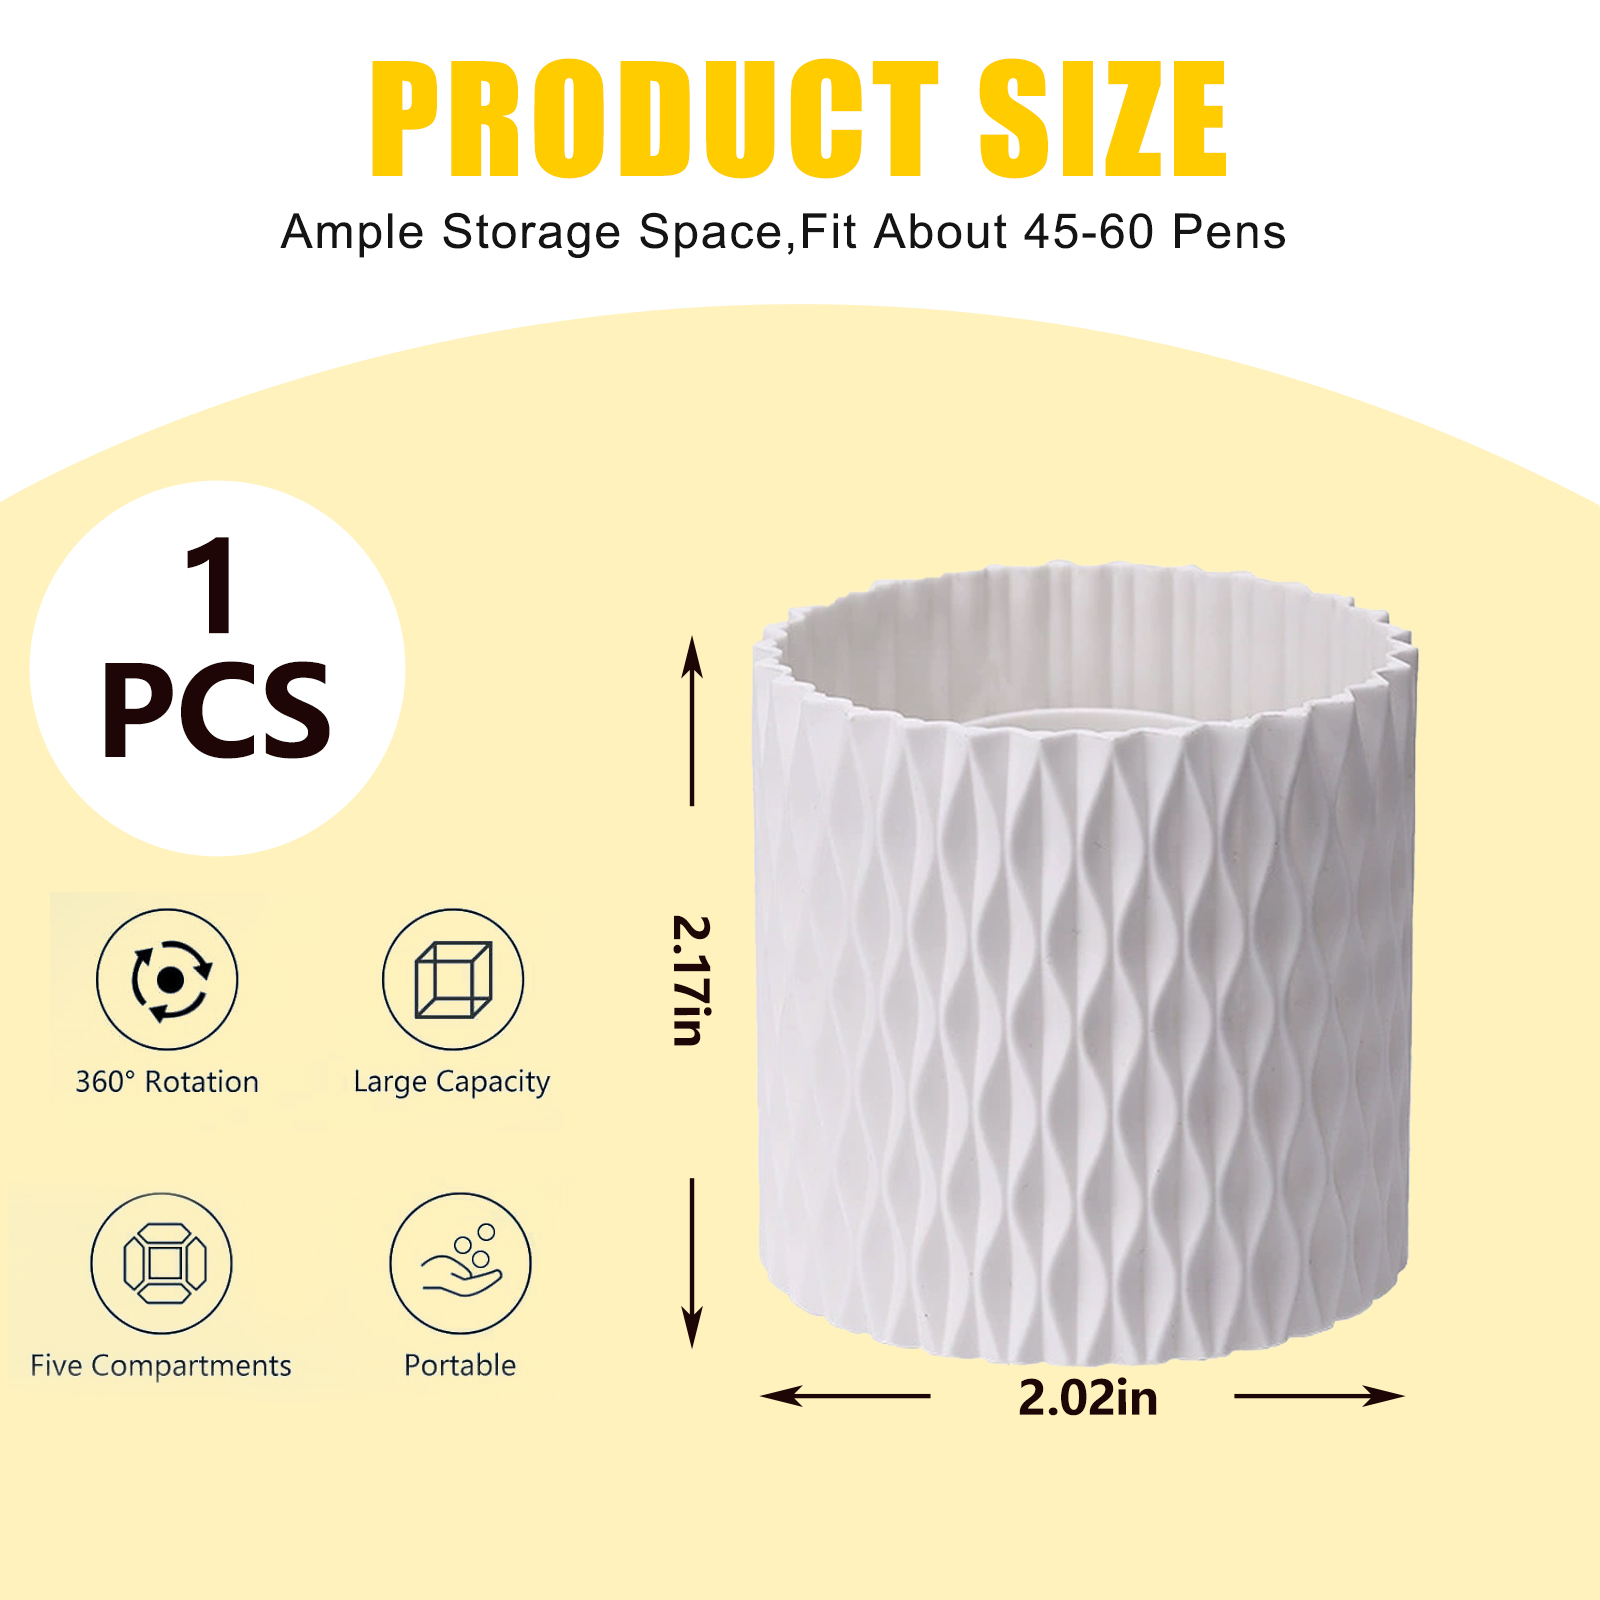 PRODUCT SIZE
Ample Storage Space,Fit About 45-60 Pens
1
PCS
2.17in
360° Rotation
Large Capacity
Five Compartments
Portable
2.02in